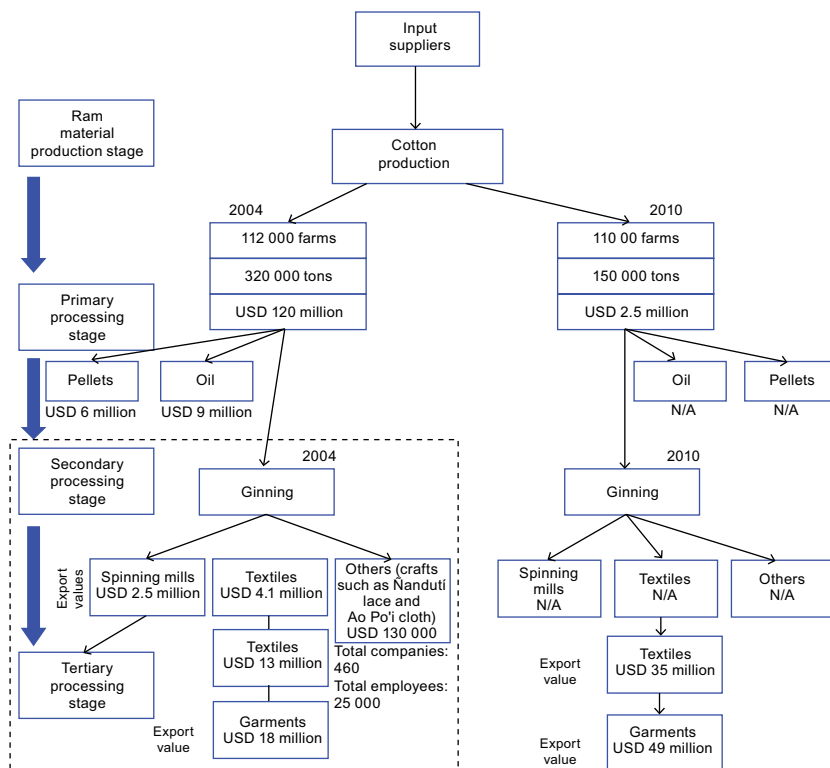 Input
suppliers
Ram
material
production stage
Cotton
production
2004
2010
112 000 farms
320 000 tons
USD 120 million
110 00 farms
150 000 tons
USD 2.5 million
Primary
processing
stage
Pellets
USD 6 million
Oil
USD 9 million
Oil
N/A
Pellets
N/A
Secondary
processing
stage
2004
Ginning
2010
Ginning
Export
values
Spinning mills
USD 2.5 million
Textiles
USD 4.1 million
Others (crafts
such as Ñandutí
lace and
Ao Po'i cloth)
USD 130 000
Spinning
mills
N/A
Textiles
N/A
Others
N/A
Tertiary
processing
stage
Textiles
USD 13 million
Total companies:
460
Total employees:
25 000
Export
value
Textiles
USD 35 million
Export
value
Garments
USD 18 million
Export
value
Garments
USD 49 million